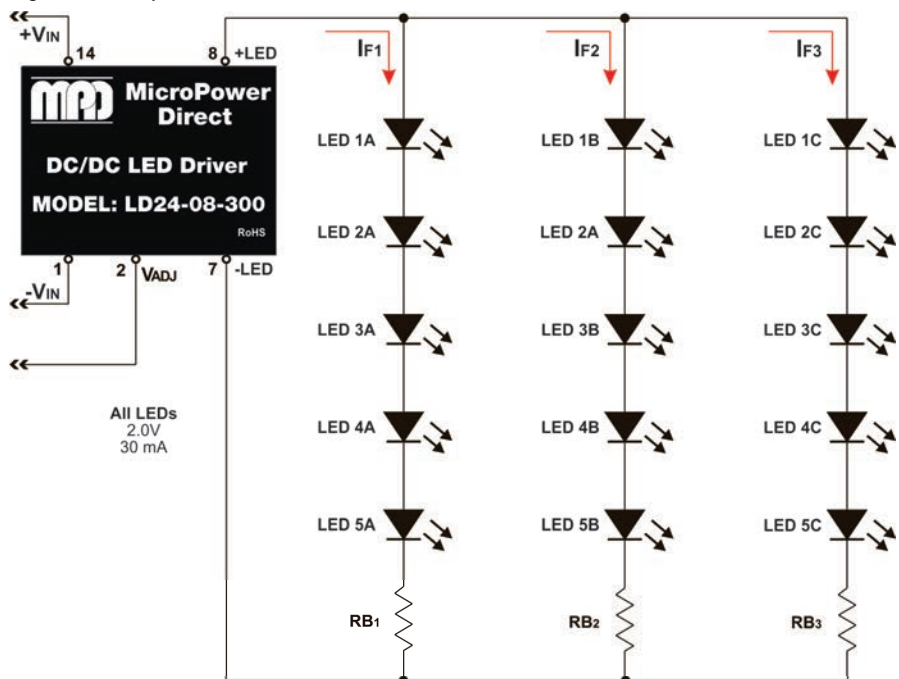 +VIN
14
8
+LED
IF1
IF2
IF3
MPD
MicroPower
Direct
DC/DC LED Driver
MODEL: LD24-08-300
RoHS
1
2
VADJ
7
-LED
-VIN
All LEDs
2.0V
30 mA
LED 1A
LED 2A
LED 3A
LED 4A
LED 5A
RB1
LED 1B
LED 2A
LED 3B
LED 4B
LED 5B
RB2
LED 1C
LED 2C
LED 3C
LED 4C
LED 5C
RB3